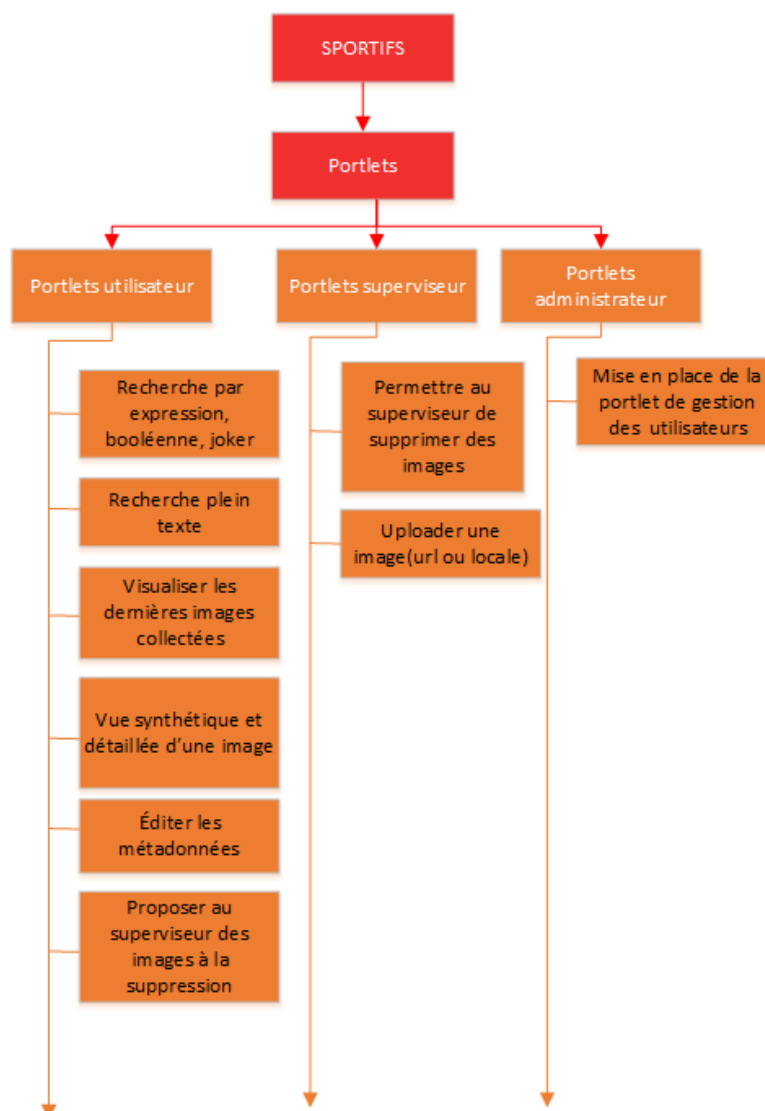 SPORTIFS
Portlets
Portlets utilisateur
Portlets superviseur
Portlets
administrateur
Recherche par
expression,
booléenne, joker
Recherche plein
texte
Visualiser les
dernières images
collectées
Vue synthétique et
détaillée d'une image
Éditer les
métadonnées
Proposer au
superviseur des
images à la
suppression
Permettre au
superviseur de
supprimer des
images
Uploader une
image(url ou locale)
Mise en place de la
portlet de gestion
des utilisateurs